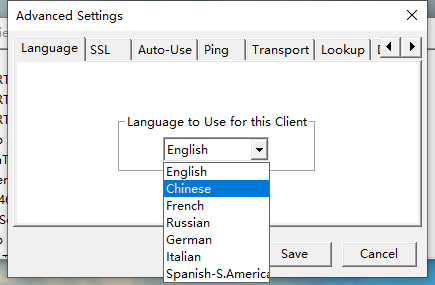 Advanced Settings
Language
SSL
Auto-Use
Ping
Transport
Lookup
Language to Use for this Client
English
English
Chinese
French
Russian
German
Italian
Spanish-S.America
Save
Cancel